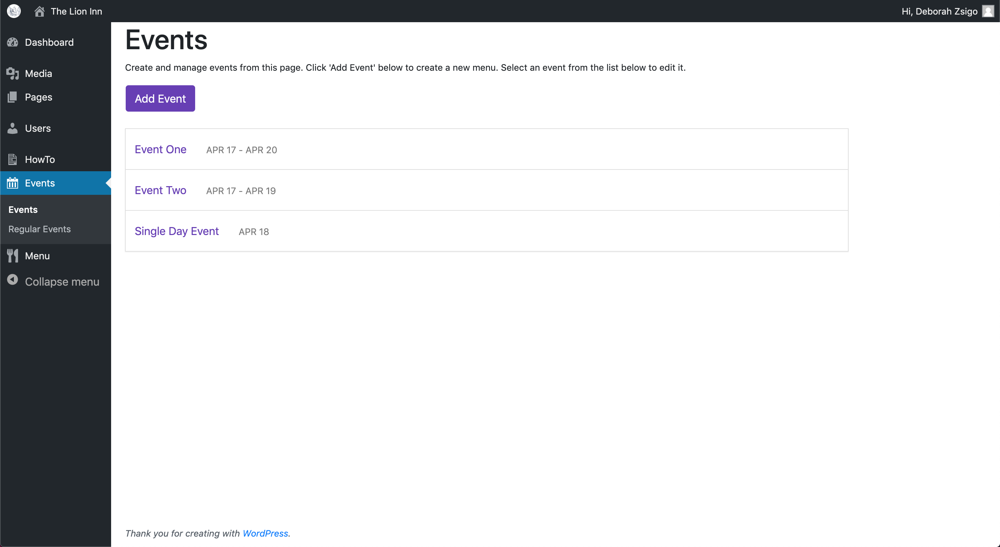 The Lion Inn
Hi, Deborah Zsigo
Dashboard
Media
Pages
Users
HowTo
Events
Events
Regular Events
Menu
Collapse menu
Events
Create and manage events from this page. Click 'Add Event' below to create a new menu. Select an event from the list below to edit it.
Add Event
Event One APR 17 - APR 20
Event Two APR 17 - APR 19
Single Day Event APR 18
Thank you for creating with WordPress.